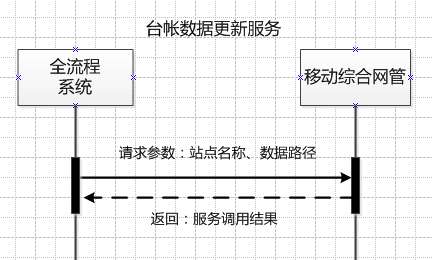 台帐数据更新服务
全流程
系统
移动综合网管
请求参数：站点名称、数据路径
返回：服务调用结果